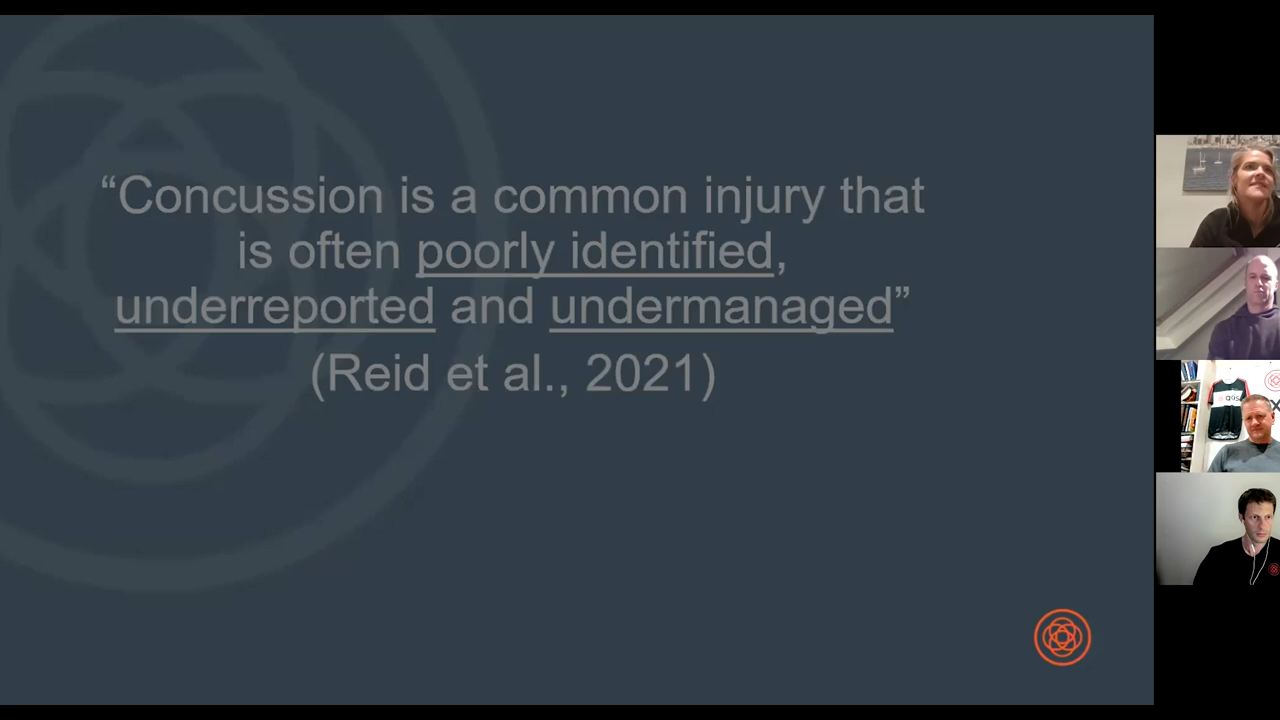 “Concussion is a common injury that
is often poorly identified,
underreported and undermanaged”
(Reid et al., 2021)